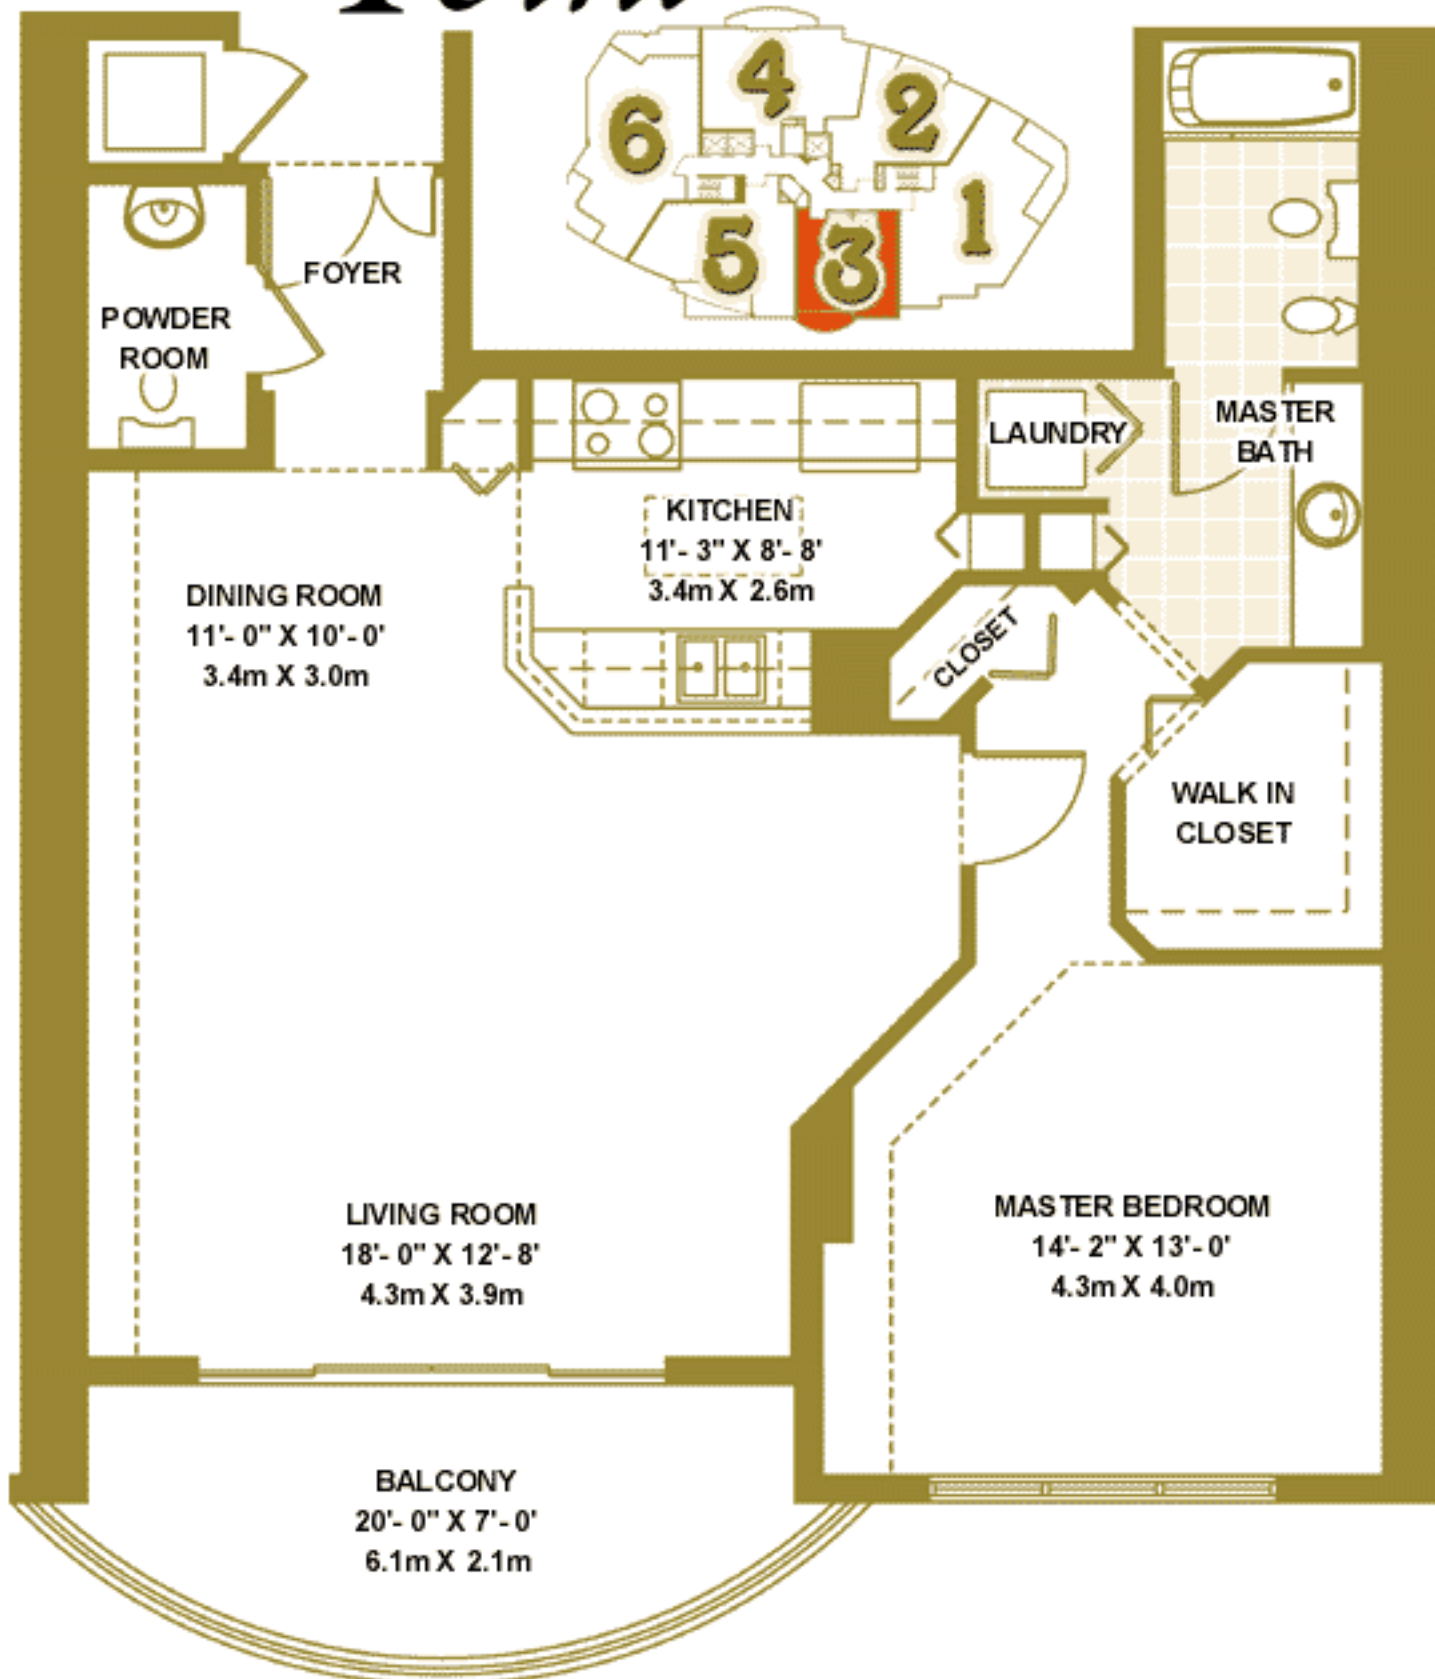 4
2
6
1
5
3
FOYER
POWDER
ROOM
MASTER
BATH
LAUNDRY
KITCHEN
11'- 3" X 8'- 8'
3.4m X 2.6m
DINING ROOM
11'- 0" X 10'- 0'
3.4m X 3.0m
CLOSET
WALK IN
CLOSET
LIVING ROOM
18'- 0" X 12'- 8'
4.3m X 3.9m
MASTER BEDROOM
14'- 2" X 13'- 0'
4.3m X 4.0m
BALCONY
20'- 0" X 7'- 0'
6.1m X 2.1m